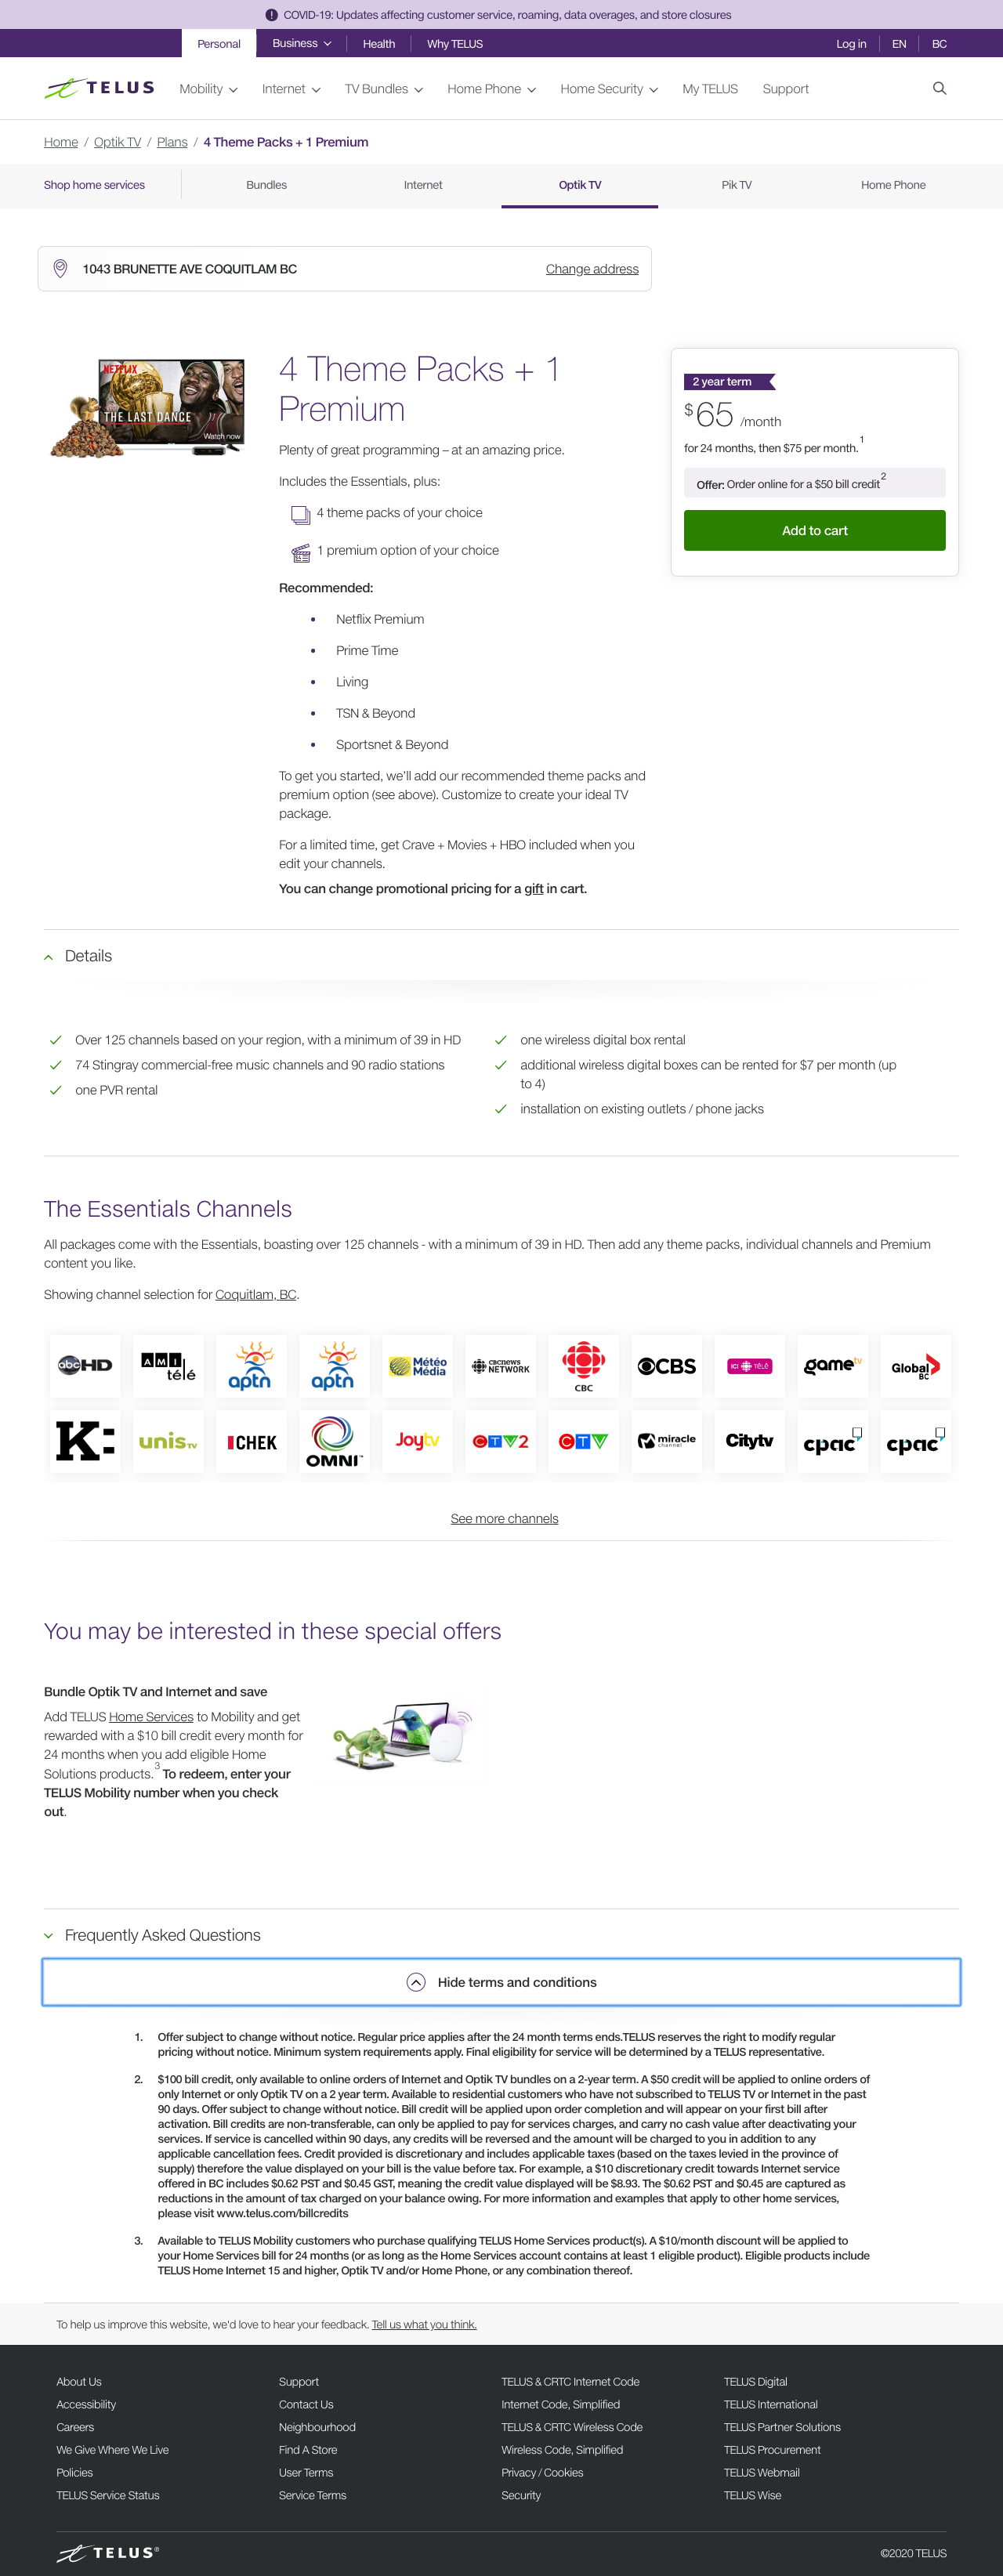 COVID-19: Updates affecting customer service, roaming, data overages, and store closures
Personal Business Health Why TELUS Log in EN BC
TELUS Mobility Internet TV Bundles Home Phone Home Security My TELUS Support
Home / Optik TV / Plans / 4 Theme Packs + 1 Premium
Shop home services Bundles Internet Optik TV Pik TV Home Phone
1043 BRUNETTE AVE COQUITLAM BC Change address
NETFLIX
THE LAST DANCE
Watch now
4 Theme Packs + 1
Premium
Plenty of great programming – at an amazing price.
Includes the Essentials, plus:
4 theme packs of your choice
1 premium option of your choice
Recommended:
• Netflix Premium
• Prime Time
• Living
• TSN & Beyond
• Sportsnet & Beyond
To get you started, we'll add our recommended theme packs and
premium option (see above). Customize to create your ideal TV
package.
For a limited time, get Crave + Movies + HBO included when you
edit your channels.
You can change promotional pricing for a gift in cart.
2 year term
$65 /month
for 24 months, then $75 per month.1
Offer: Order online for a $50 bill credit2
Add to cart
Details
Over 125 channels based on your region, with a minimum of 39 in HD
74 Stingray commercial-free music channels and 90 radio stations
one PVR rental
one wireless digital box rental
additional wireless digital boxes can be rented for $7 per month (up
to 4)
installation on existing outlets / phone jacks
The Essentials Channels
All packages come with the Essentials, boasting over 125 channels - with a minimum of 39 in HD. Then add any theme packs, individual channels and Premium
content you like.
Showing channel selection for Coquitlam, BC.
abc HD AMI télé aptn aptn Météo Média CBC news NETWORK CBC CBS ICI télé gametv Global BC
K: unis TV CHEK OMNI Joytv CTV2 CTV miracle channel Citytv cpac cpac
See more channels
You may be interested in these special offers
Bundle Optik TV and Internet and save
Add TELUS Home Services to Mobility and get
rewarded with a $10 bill credit every month for
24 months when you add eligible Home
Solutions products.3 To redeem, enter your
TELUS Mobility number when you check
out.
Frequently Asked Questions
Hide terms and conditions
1. Offer subject to change without notice. Regular price applies after the 24 month terms ends.TELUS reserves the right to modify regular
pricing without notice. Minimum system requirements apply. Final eligibility for service will be determined by a TELUS representative.
2. $100 bill credit, only available to online orders of Internet and Optik TV bundles on a 2-year term. A $50 credit will be applied to online orders of
only Internet or only Optik TV on a 2 year term. Available to residential customers who have not subscribed to TELUS TV or Internet in the past
90 days. Offer subject to change without notice. Bill credit will be applied upon order completion and will appear on your first bill after
activation. Bill credits are non-transferable, can only be applied to pay for services charges, and carry no cash value after deactivating your
services. If service is cancelled within 90 days, any credits will be reversed and the amount will be charged to you in addition to any
applicable cancellation fees. Credit provided is discretionary and includes applicable taxes (based on the taxes levied in the province of
supply) therefore the value displayed on your bill is the value before tax. For example, a $10 discretionary credit towards Internet service
offered in BC includes $0.62 PST and $0.45 GST, meaning the credit value displayed will be $8.93. The $0.62 PST and $0.45 are captured as
reductions in the amount of tax charged on your balance owing. For more information and examples that apply to other home services,
please visit www.telus.com/billcredits
3. Available to TELUS Mobility customers who purchase qualifying TELUS Home Services product(s). A $10/month discount will be applied to
your Home Services bill for 24 months (or as long as the Home Services account contains at least 1 eligible product). Eligible products include
TELUS Home Internet 15 and higher, Optik TV and/or Home Phone, or any combination thereof.
To help us improve this website, we'd love to hear your feedback. Tell us what you think.
About Us Support TELUS & CRTC Internet Code TELUS Digital
Accessibility Contact Us Internet Code, Simplified TELUS International
Careers Neighbourhood TELUS & CRTC Wireless Code TELUS Partner Solutions
We Give Where We Live Find A Store Wireless Code, Simplified TELUS Procurement
Policies User Terms Privacy / Cookies TELUS Webmail
TELUS Service Status Service Terms Security TELUS Wise
TELUS® ©2020 TELUS